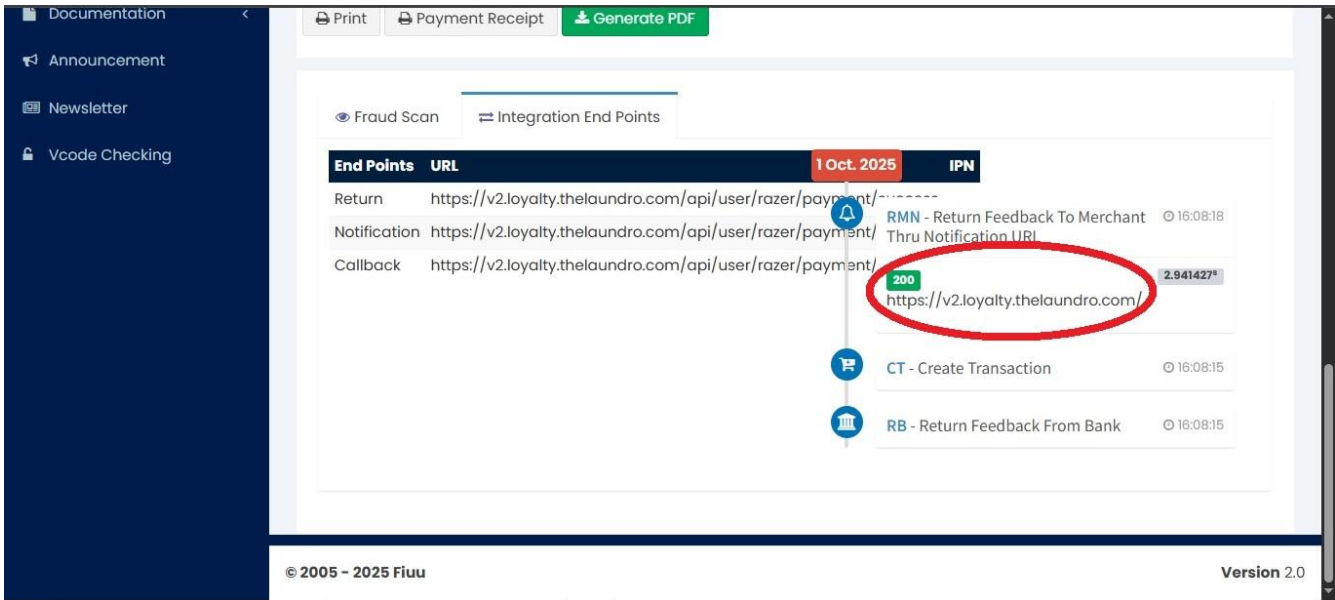 Documentation
Announcement
Newsletter
Vcode Checking
Print Payment Receipt Generate PDF
Fraud Scan Integration End Points
End Points URL IPN
Return https://v2.loyalty.thelaundro.com/api/user/razer/payment/
Notification https://v2.loyalty.thelaundro.com/api/user/razer/payment/
Callback https://v2.loyalty.thelaundro.com/api/user/razer/payment/
1 Oct. 2025
RMN - Return Feedback To Merchant 16:08:18
Thru Notification URL
200 2.941427s
https://v2.loyalty.thelaundro.com/
CT - Create Transaction 16:08:15
RB - Return Feedback From Bank 16:08:15
© 2005 - 2025 Fiuu Version 2.0